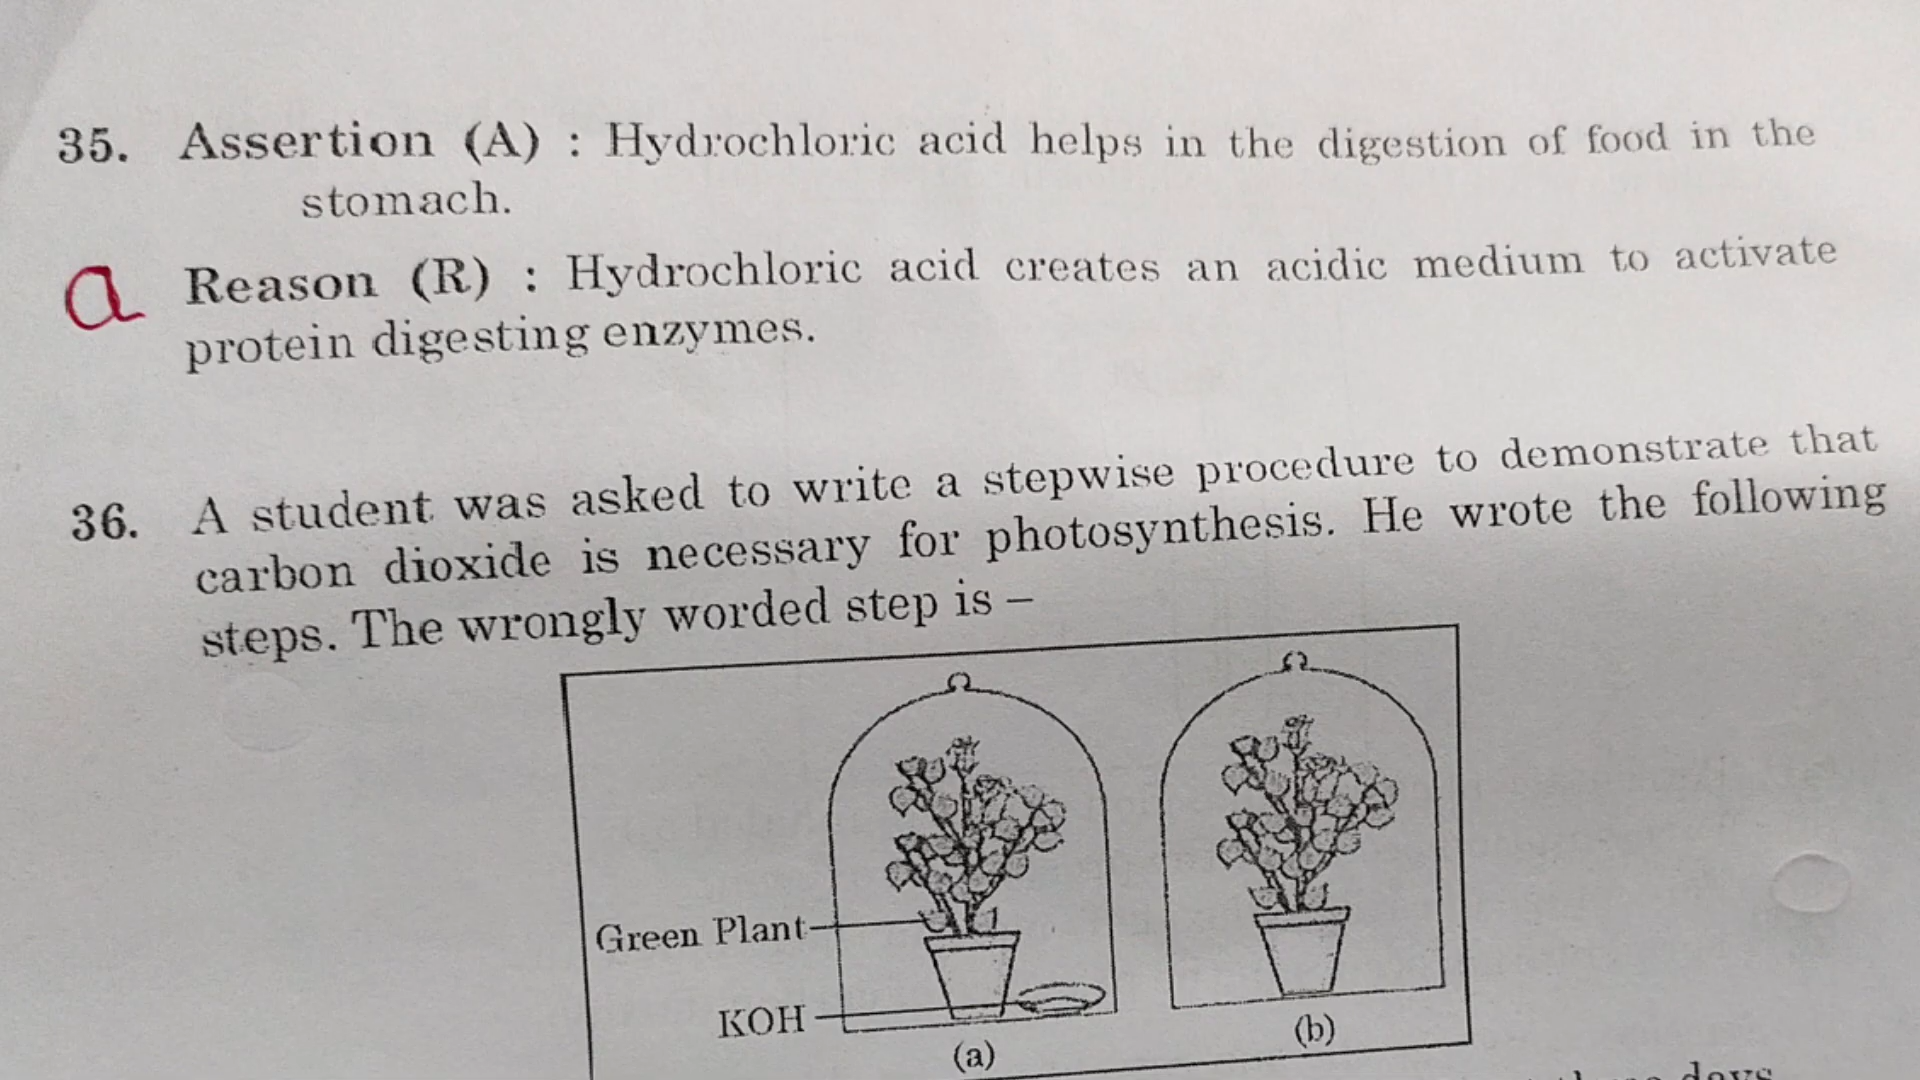 35. Assertion (A) : Hydrochloric acid helps in the digestion of food in the
stomach.
a
Reason (R) : Hydrochloric acid creates an acidic medium to activate
protein digesting enzymes.
36. A student was asked to write a stepwise procedure to demonstrate that
carbon dioxide is necessary for photosynthesis. He wrote the following
steps. The wrongly worded step is –
Green Plant
KOH
(a)
(b)
days